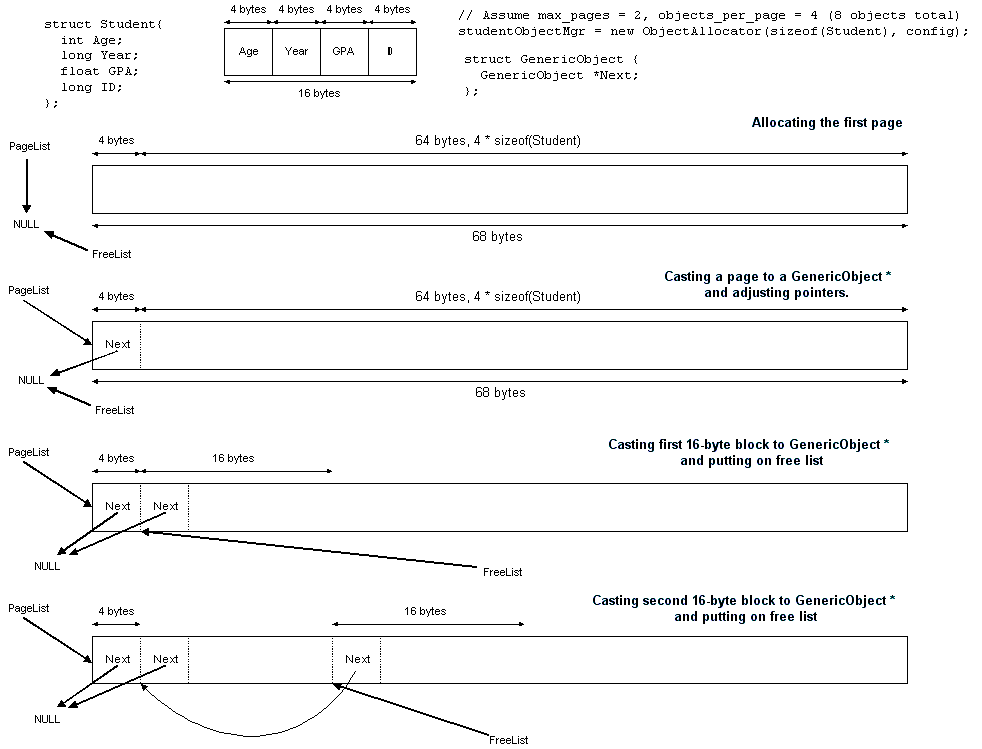 struct Student{
int Age;
long Year;
float GPA;
long ID;
};
4 bytes 4 bytes 4 bytes 4 bytes
Age Year GPA ID
16 bytes
// Assume max_pages = 2, objects_per_page = 4 (8 objects total)
studentObjectMgr = new ObjectAllocator(sizeof(Student), config);
struct GenericObject {
GenericObject *Next;
};
Allocating the first page
PageList
4 bytes
64 bytes, 4 * sizeof(Student)
NULL
68 bytes
FreeList
Casting a page to a GenericObject *
and adjusting pointers.
PageList
4 bytes
64 bytes, 4 * sizeof(Student)
Next
NULL
68 bytes
FreeList
Casting first 16-byte block to GenericObject *
and putting on free list
PageList
4 bytes
16 bytes
Next Next
NULL
FreeList
Casting second 16-byte block to GenericObject *
and putting on free list
PageList
4 bytes
16 bytes
Next Next Next
NULL
FreeList